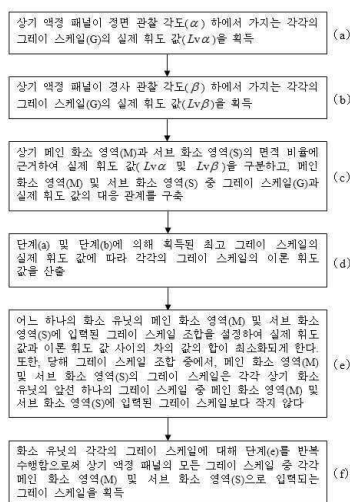 상기 액정 패널이 정면 관찰 각도(α) 하에서 가지는 각각의
그레이 스케일(G)의 실제 휘도 값(Lvα)을 획득
(a)
상기 액정 패널이 경사 관찰 각도(β) 하에서 가지는 각각의
그레이 스케일(G)의 실제 휘도 값(Lvβ)을 획득
(b)
상기 메인 화소 영역(M)과 서브 화소 영역(S)의 면적 비율에
근거하여 실제 휘도 값(Lvα 및 Lvβ)을 구분하고, 메인
화소 영역(M) 및 서브 화소 영역(S) 중 그레이 스케일(G)과
실제 휘도 값의 대응 관계를 구축
(c)
단계(a) 및 단계(b)에 의해 획득된 최고 그레이 스케일의
실제 휘도 값에 따라 각각의 그레이 스케일의 이론 휘도
값을 산출
(d)
어느 하나의 화소 유닛의 메인 화소 영역(M) 및 서브 화소
영역(S)에 입력된 그레이 스케일 조합을 설정하여 실제 휘도
값과 이론 휘도 값 사이의 차의 값의 합이 최소화되게 한다.
또한, 당해 그레이 스케일 조합 중에서, 메인 화소 영역(M)
및 서브 화소 영역(S)의 그레이 스케일은 각각 상기 화소
유닛의 앞선 하나의 그레이 스케일 중 메인 화소 영역(M) 및
서브 화소 영역(S)에 입력된 그레이 스케일보다 작지 않다
(e)
화소 유닛의 각각의 그레이 스케일에 대해 단계(e)를 반복
수행함으로써 상기 액정 패널의 모든 그레이 스케일 중 각각
메인 화소 영역(M) 및 서브 화소 영역(S)으로 입력되는
그레이 스케일을 획득
(f)